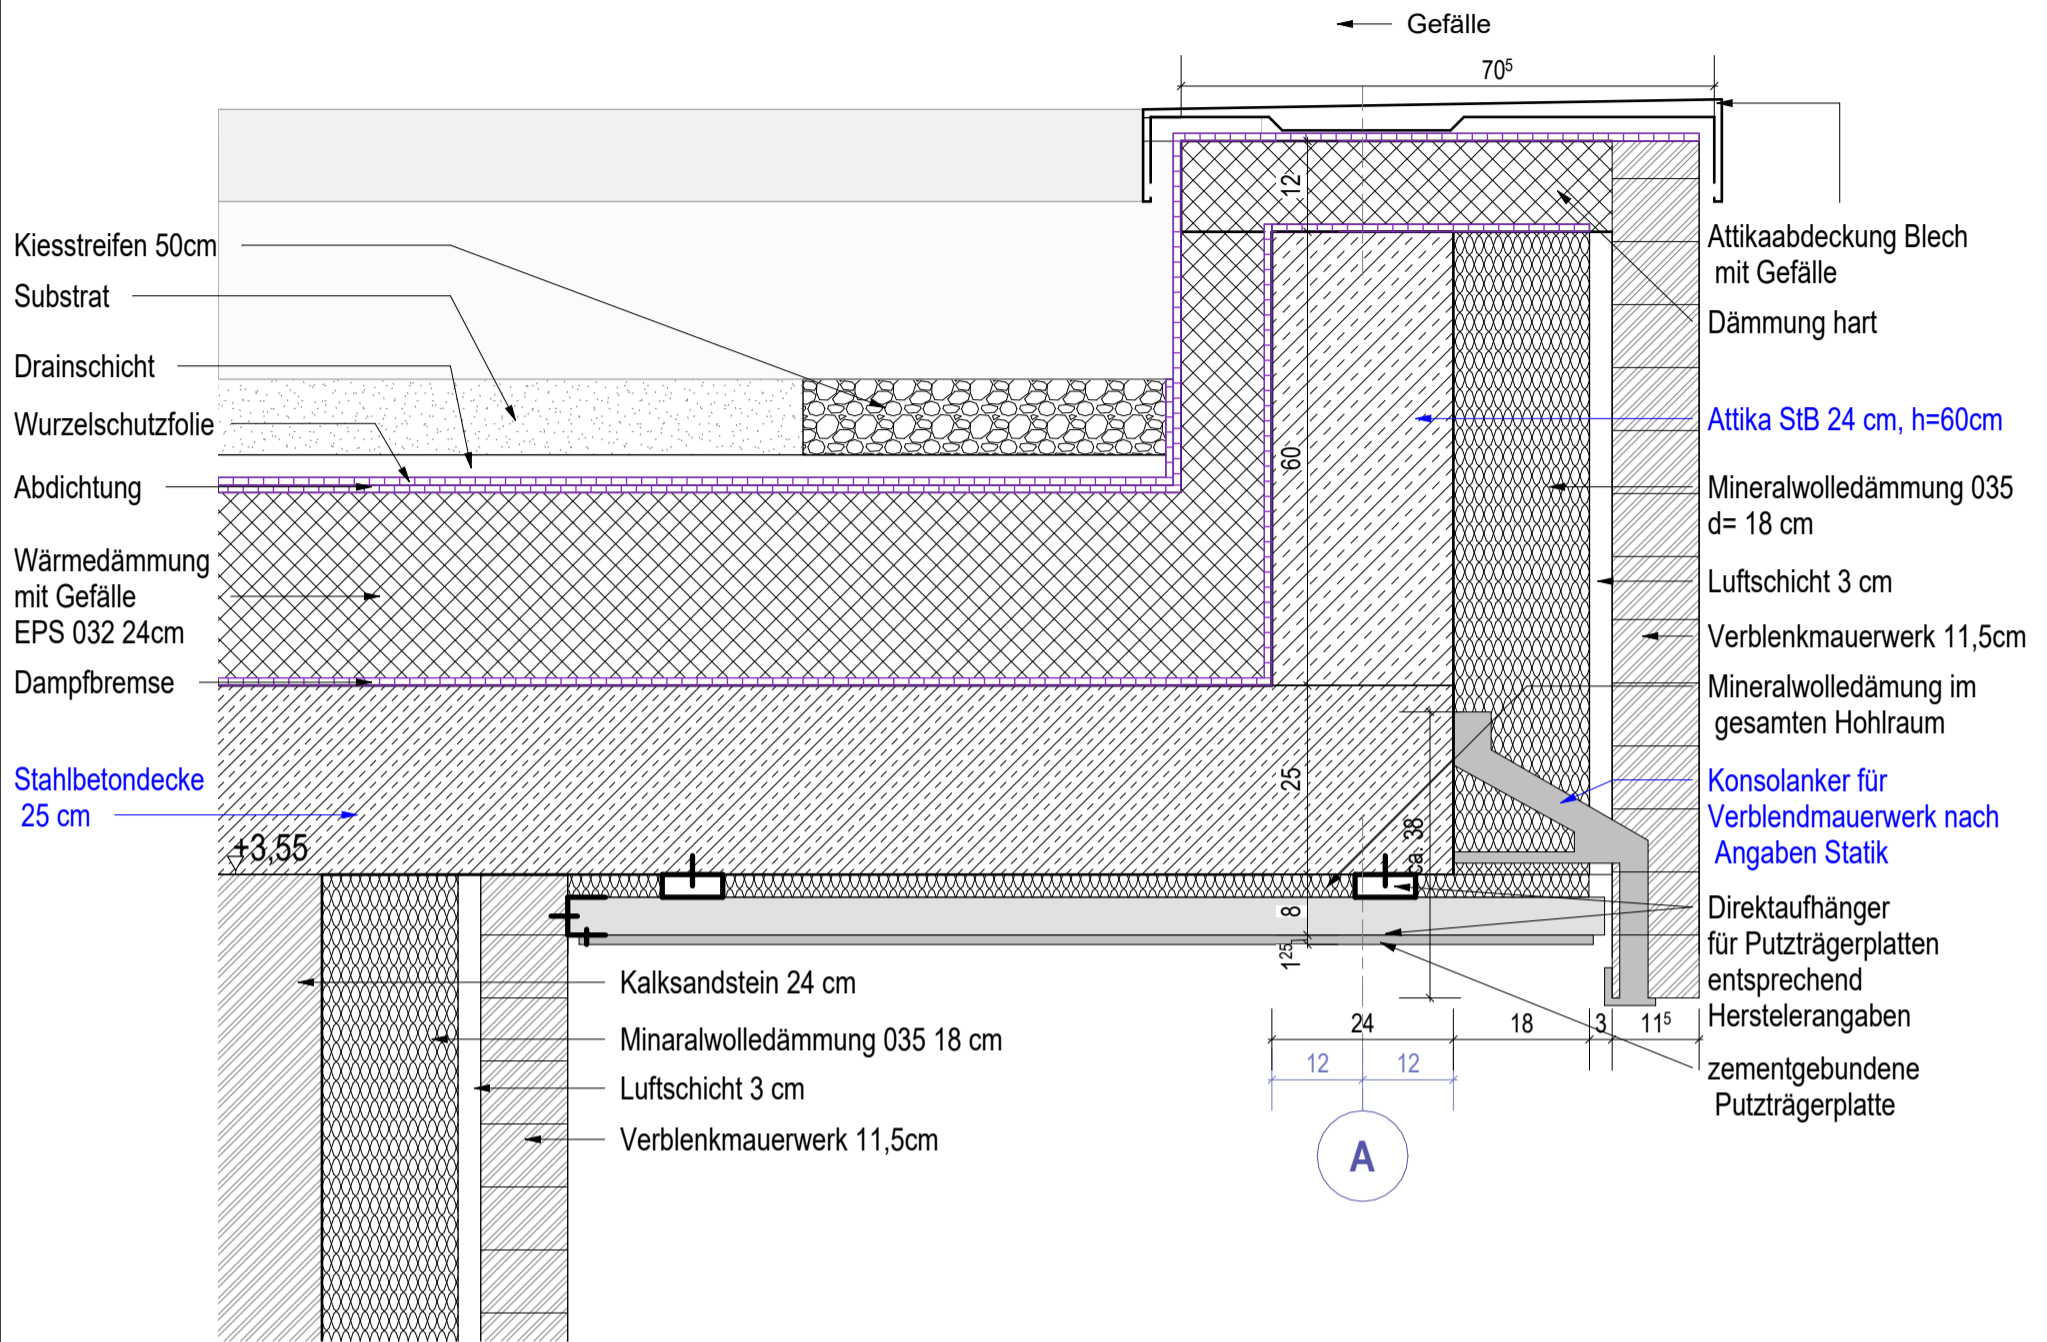 Gefälle
70⁵
Kiesstreifen 50cm
Substrat
Drainschicht
Wurzelschutzfolie
Abdichtung
Wärmedämmung
mit Gefälle
EPS 032 24cm
Dampfbremse
Stahlbetondecke
25 cm
+3,55
12
60
25
ca. 38
8
1²⁵
Attikaabdeckung Blech
mit Gefälle
Dämmung hart
Attika StB 24 cm, h=60cm
Mineralwolledämmung 035
d= 18 cm
Luftschicht 3 cm
Verblenkmauerwerk 11,5cm
Mineralwolledämung im
gesamten Hohlraum
Konsolanker für
Verblendmauerwerk nach
Angaben Statik
Direktaufhänger
für Putzträgerplatten
entsprechend
Herstelerangaben
zementgebundene
Putzträgerplatte
Kalksandstein 24 cm
Minaralwolledämmung 035 18 cm
Luftschicht 3 cm
Verblenkmauerwerk 11,5cm
24 18 3 11⁵
12 12
A